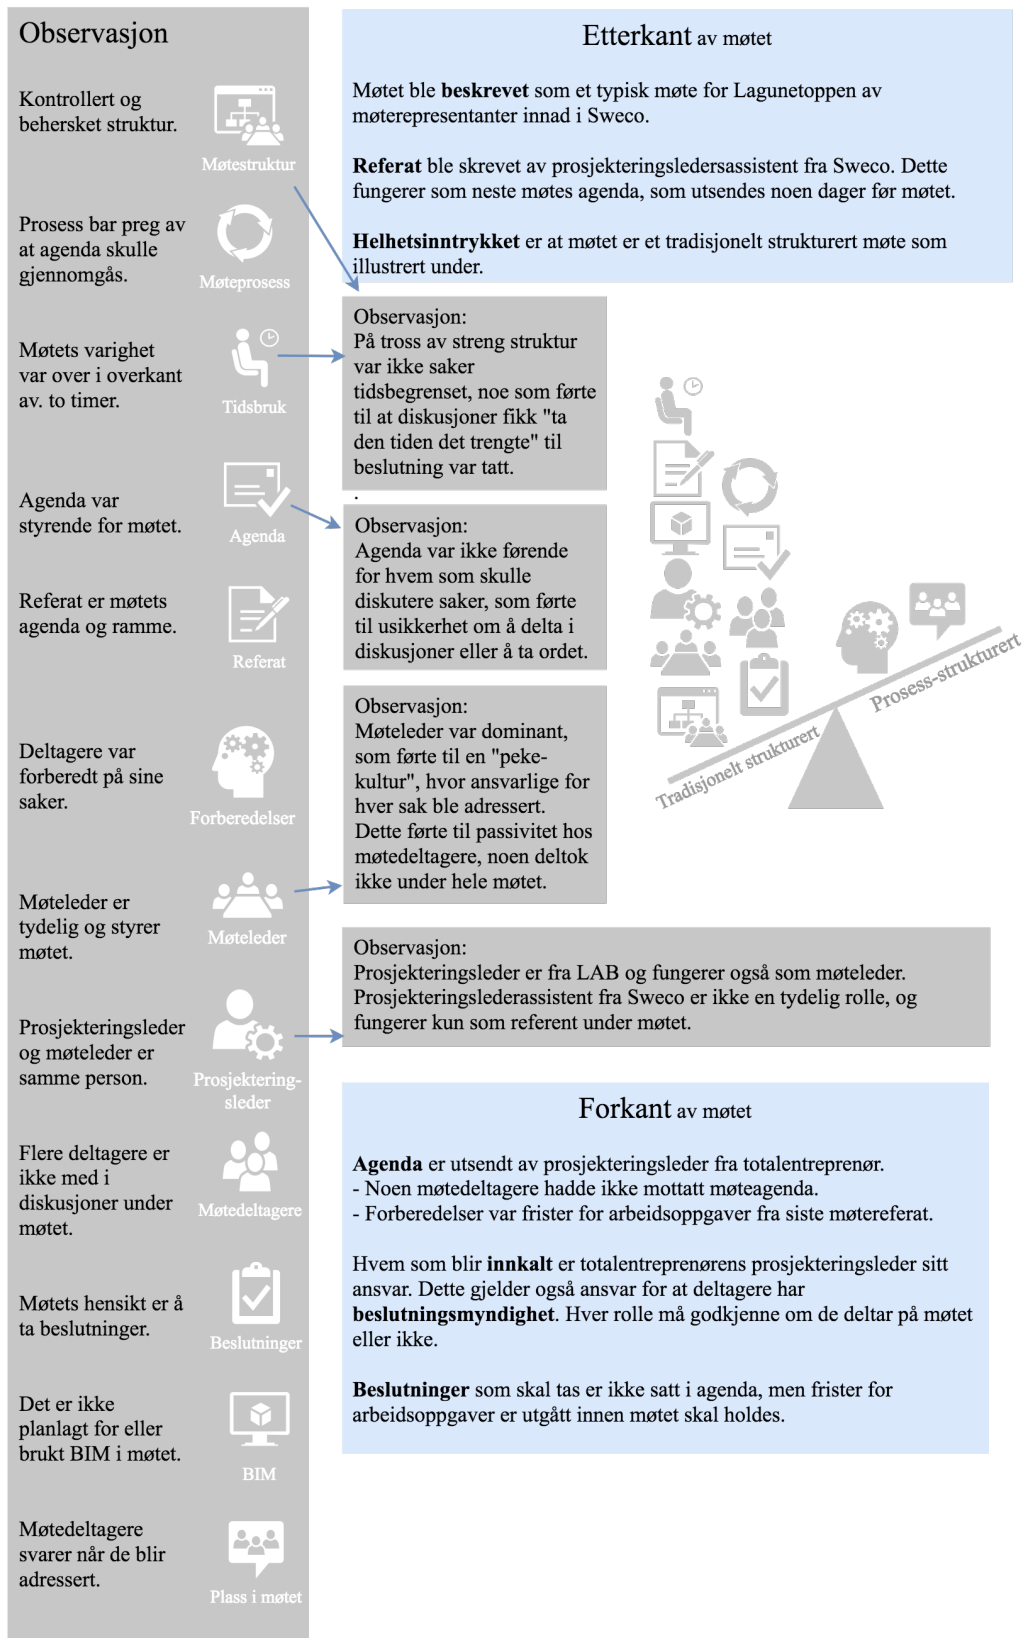 Observasjon
Kontrollert og
behersket struktur.
Møtestruktur
Prosess bar preg av
at agenda skulle
gjennomgås.
Møteprosess
Møtets varighet
var over i overkant
av. to timer.
Tidsbruk
Agenda var
styrende for møtet.
Agenda
Referat er møtets
agenda og ramme.
Referat
Deltagere var
forberedt på sine
saker.
Forberedelser
Møteleder er
tydelig og styrer
møtet.
Møteleder
Prosjekteringsleder
og møteleder er
samme person.
Prosjektering-
sleder
Flere deltagere er
ikke med i
diskusjoner under
møtet.
Møtedeltagere
Møtets hensikt er å
ta beslutninger.
Beslutninger
Det er ikke
planlagt for eller
brukt BIM i møtet.
BIM
Møtedeltagere
svarer når de blir
adressert.
Plass i møtet
Etterkant av møtet
Møtet ble beskrevet som et typisk møte for Lagunetoppen av
møterepresentanter innad i Sweco.
Referat ble skrevet av prosjekteringsledersassistent fra Sweco. Dette
fungerer som neste møtes agenda, som utsendes noen dager før møtet.
Helhetsinntrykket er at møtet er et tradisjonelt strukturert møte som
illustrert under.
Observasjon:
På tross av streng struktur
var ikke saker
tidsbegrenset, noe som førte
til at diskusjoner fikk "ta
den tiden det trengte" til
beslutning var tatt.
.
Observasjon:
Agenda var ikke førende
for hvem som skulle
diskutere saker, som førte
til usikkerhet om å delta i
diskusjoner eller å ta ordet.
Observasjon:
Møteleder var dominant,
som førte til en "peke-
kultur", hvor ansvarlige for
hver sak ble adressert.
Dette førte til passivitet hos
møtedeltagere, noen deltok
ikke under hele møtet.
Tradisjonelt strukturert
Prosess-strukturert
Observasjon:
Prosjekteringsleder er fra LAB og fungerer også som møteleder.
Prosjekteringslederassistent fra Sweco er ikke en tydelig rolle, og
fungerer kun som referent under møtet.
Forkant av møtet
Agenda er utsendt av prosjekteringsleder fra totalentreprenør.
- Noen møtedeltagere hadde ikke mottatt møteagenda.
- Forberedelser var frister for arbeidsoppgaver fra siste møtereferat.
Hvem som blir innkalt er totalentreprenørens prosjekteringsleder sitt
ansvar. Dette gjelder også ansvar for at deltagere har
beslutningsmyndighet. Hver rolle må godkjenne om de deltar på møtet
eller ikke.
Beslutninger som skal tas er ikke satt i agenda, men frister for
arbeidsoppgaver er utgått innen møtet skal holdes.